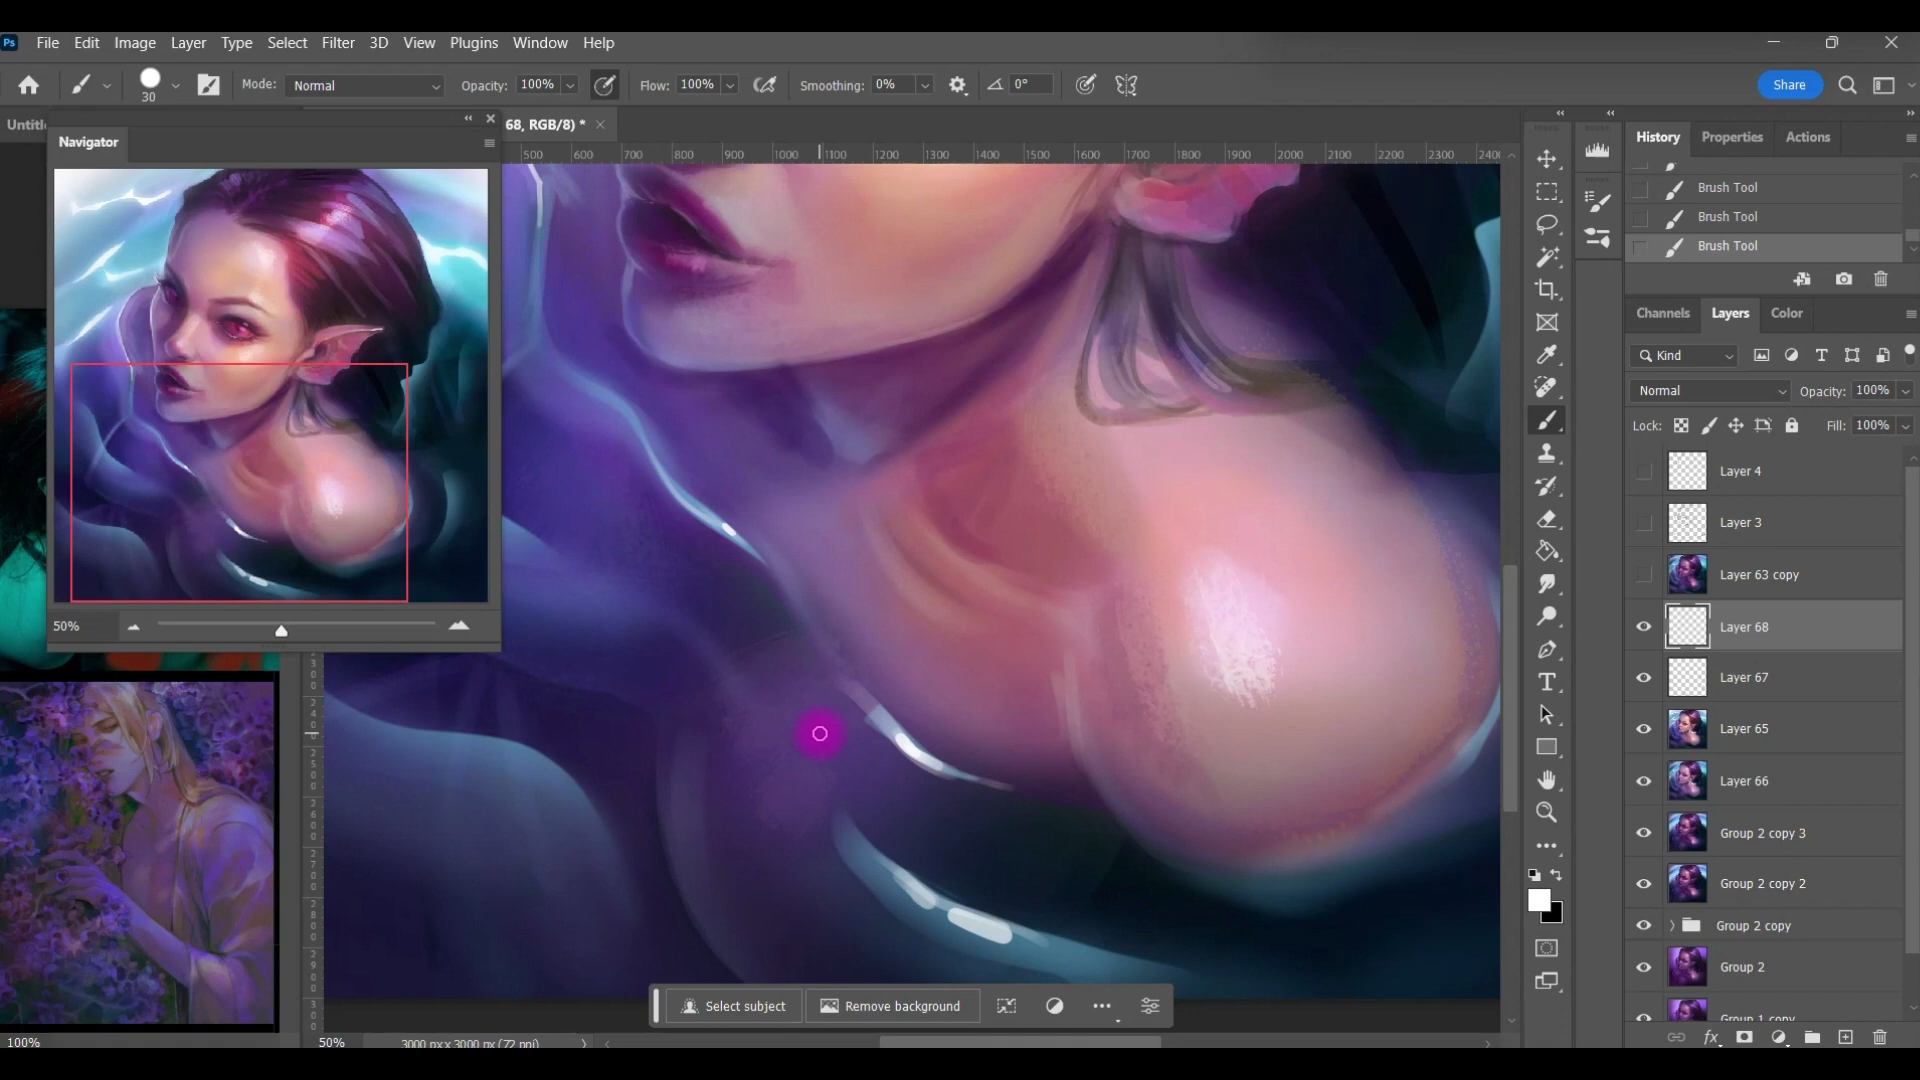 Ps File Edit Image Layer Type Select Filter 3D View Plugins Window Help
30 Mode: Normal Opacity: 100% Flow: 100% Smoothing: 0% 0° Share
Untitl 68, RGB/8) *
Navigator
500 600 700 800 900 1000 1100 1200 1300 1400 1500 1600 1700 1800 1900 2000 2100 2200 2300 240
50%
History Properties Actions
Brush Tool
Brush Tool
Brush Tool
Channels Layers Color
Kind
Normal Opacity: 100%
Lock: Fill: 100%
Layer 4
Layer 3
Layer 63 copy
Layer 68
Layer 67
Layer 65
Layer 66
Group 2 copy 3
Group 2 copy 2
Group 2 copy
Group 2
Group 1 copy
fx
Select subject Remove background
100% 50% 3000 px x 3000 px (72 ppi)